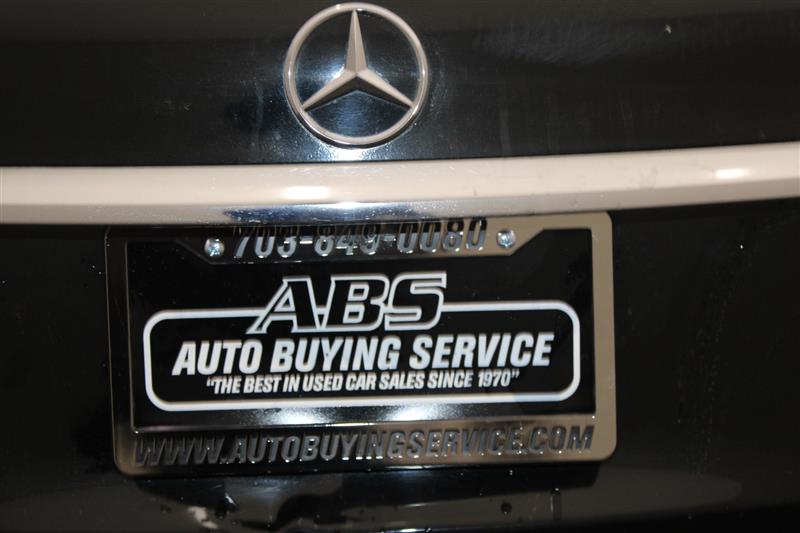 703-849-0080
ABS
AUTO BUYING SERVICE
"THE BEST IN USED CAR SALES SINCE 1970"
WWW.AUTOBUYINGSERVICE.COM